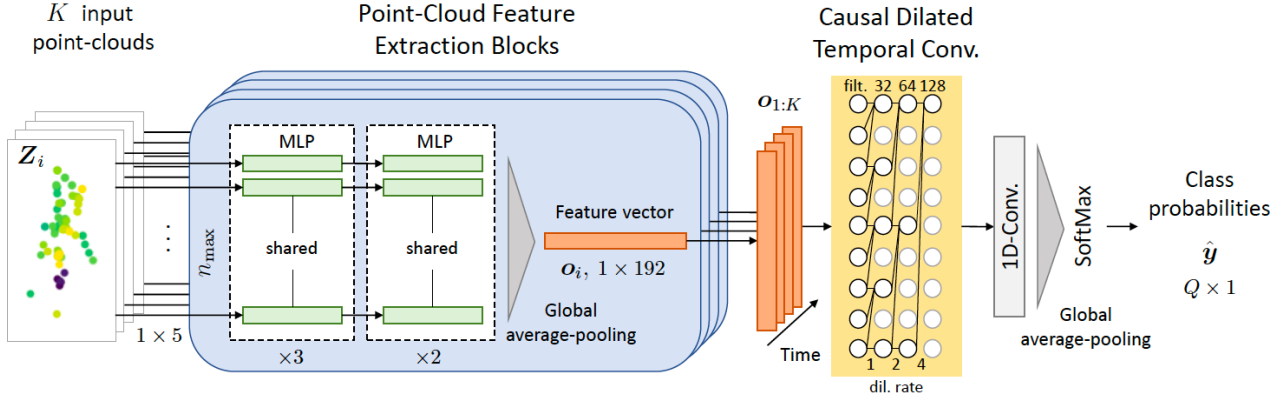 K input
point-clouds
Point-Cloud Feature
Extraction Blocks
Causal Dilated
Temporal Conv.
Z_i
n_max
1 × 5
MLP
shared
×3
MLP
shared
×2
Feature vector
o_i, 1 × 192
Global
average-pooling
o_{1:K}
Time
filt. 32 64 128
1 2 4
dil. rate
1D-Conv.
SoftMax
Global
average-pooling
Class
probabilities
ŷ
Q × 1